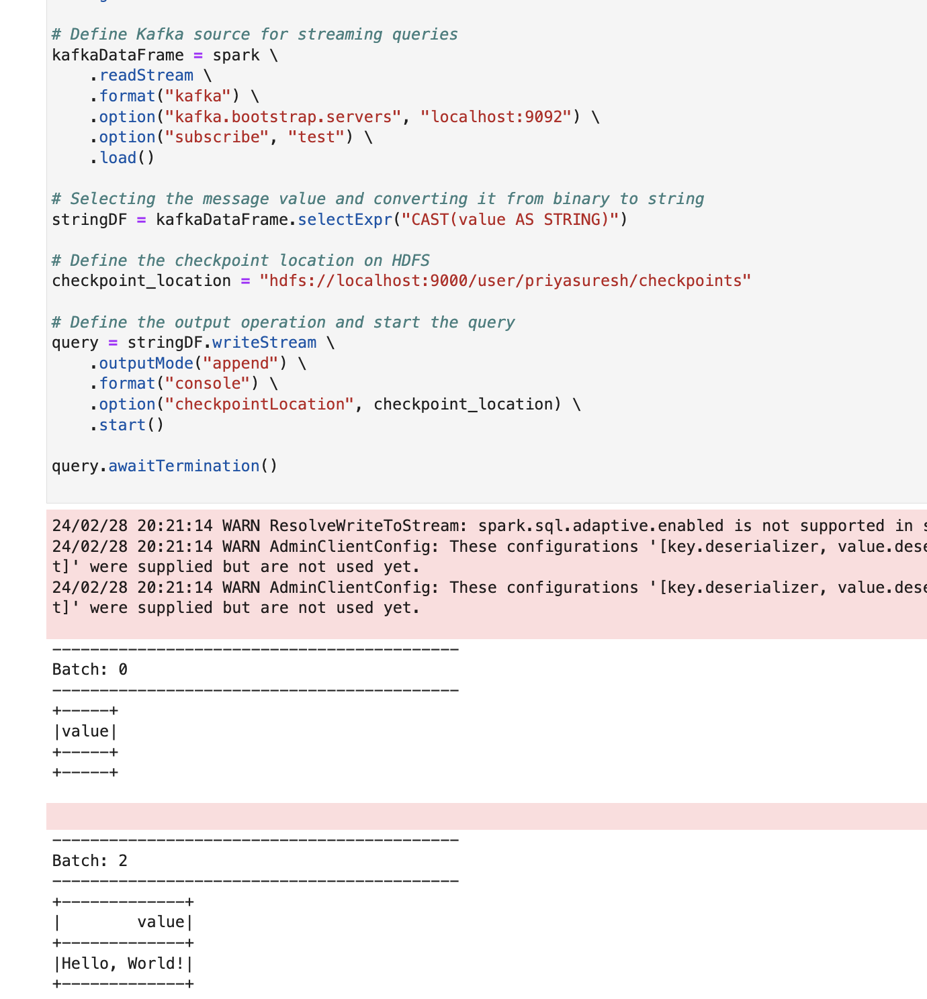 # Define Kafka source for streaming queries
kafkaDataFrame = spark \
    .readStream \
    .format("kafka") \
    .option("kafka.bootstrap.servers", "localhost:9092") \
    .option("subscribe", "test") \
    .load()

# Selecting the message value and converting it from binary to string
stringDF = kafkaDataFrame.selectExpr("CAST(value AS STRING)")

# Define the checkpoint location on HDFS
checkpoint_location = "hdfs://localhost:9000/user/priyasuresh/checkpoints"

# Define the output operation and start the query
query = stringDF.writeStream \
    .outputMode("append") \
    .format("console") \
    .option("checkpointLocation", checkpoint_location) \
    .start()

query.awaitTermination()

24/02/28 20:21:14 WARN ResolveWriteToStream: spark.sql.adaptive.enabled is not supported in s
24/02/28 20:21:14 WARN AdminClientConfig: These configurations '[key.deserializer, value.dese
t]' were supplied but are not used yet.
24/02/28 20:21:14 WARN AdminClientConfig: These configurations '[key.deserializer, value.dese
t]' were supplied but are not used yet.

-------------------------------------------
Batch: 0
-------------------------------------------
+-----+
|value|
+-----+
+-----+

-------------------------------------------
Batch: 2
-------------------------------------------
+-------------+
|        value|
+-------------+
|Hello, World!|
+-------------+